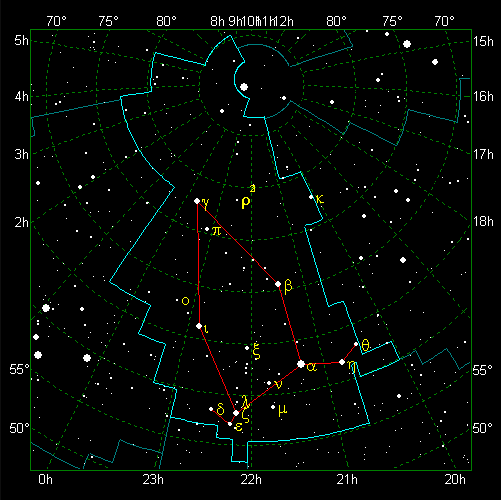 70° 75° 80° 8h 9h 10h 11h 12h 80° 75° 70°
5h 15h
4h 16h
3h 17h
κ
γ ρ²
2h π 18h
β
ο
ι
θ
ξ
α η
55° 55°
ν
δ λ μ
ζ
50° ε 50°
0h 23h 22h 21h 20h